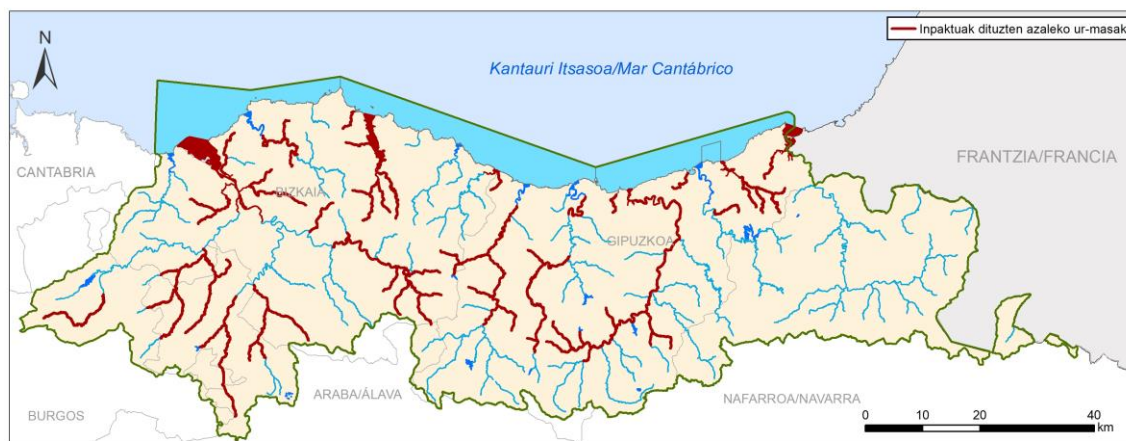 N
Inpaktuak dituzten azaleko ur-masak
Kantauri Itsasoa/Mar Cantábrico
CANTABRIA
BIZKAIA
GIPUZKOA
FRANTZIA/FRANCIA
BURGOS
ARABA/ÁLAVA
NAFARROA/NAVARRA
0 10 20 40
km